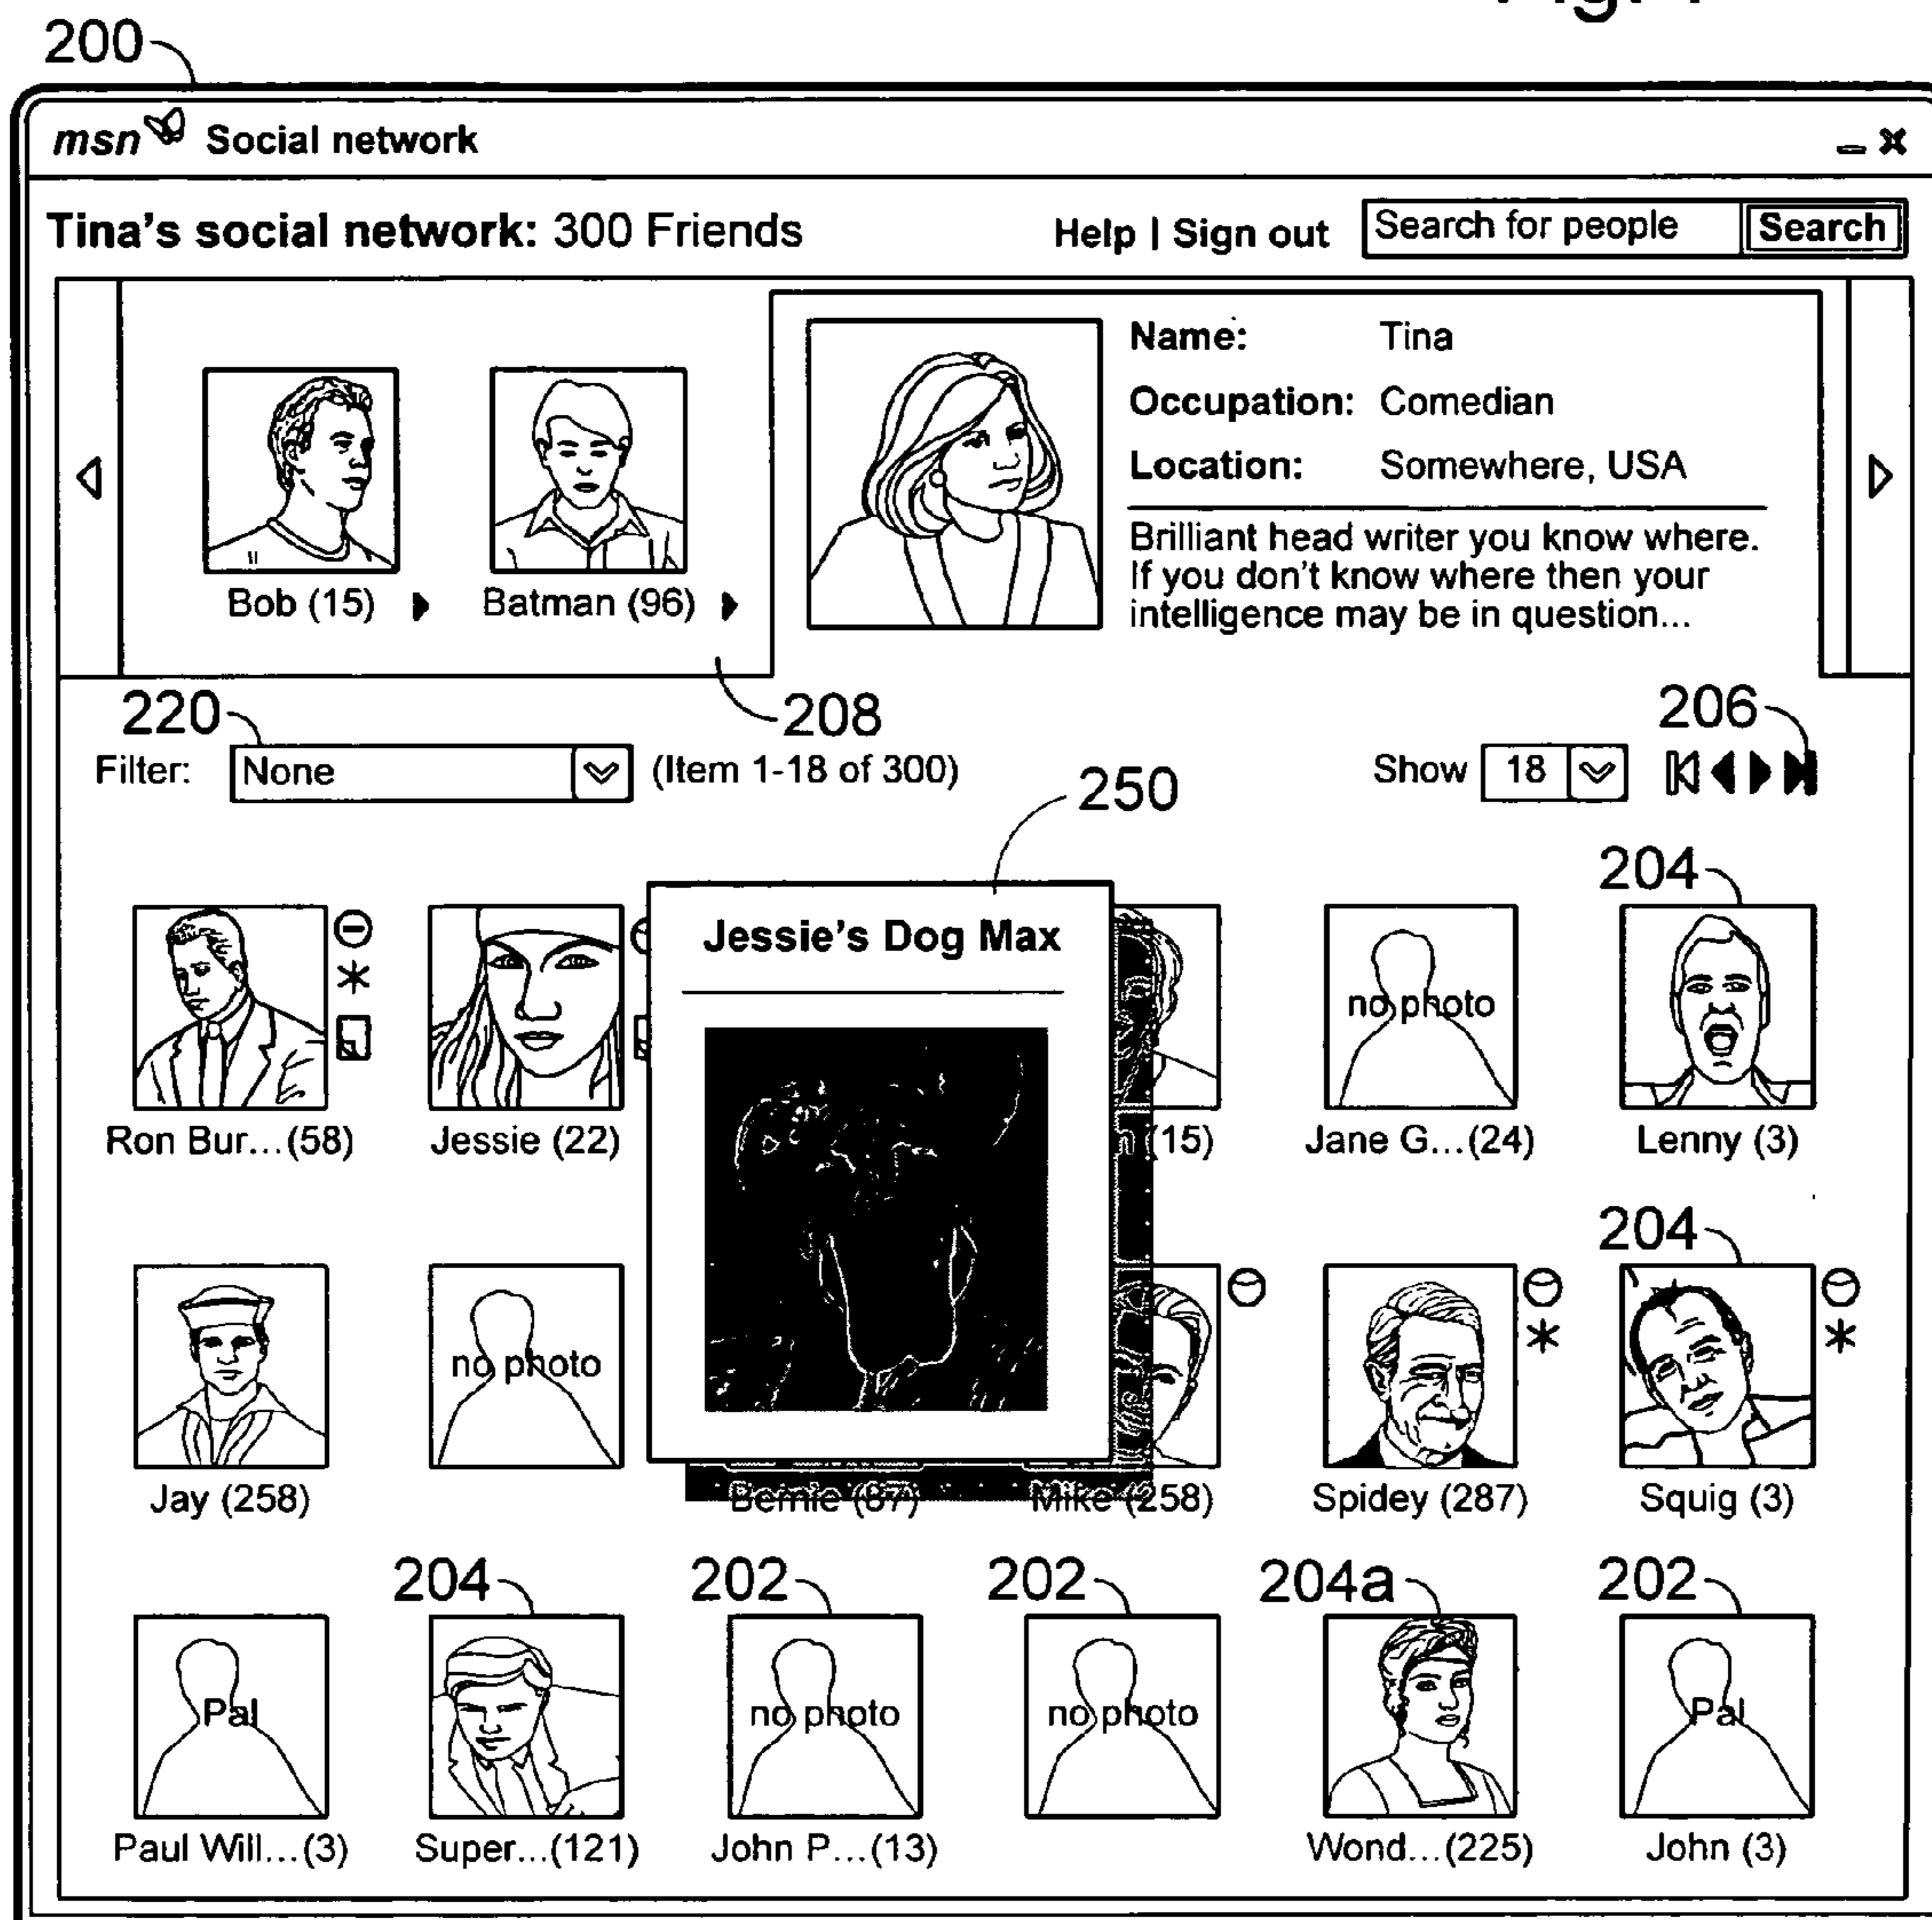 200
msn Social network
Tina's social network: 300 Friends
Help | Sign out
Search for people
Search
Name: Tina
Occupation: Comedian
Location: Somewhere, USA
Brilliant head writer you know where.
If you don't know where then your
intelligence may be in question...
Bob (15)
Batman (96)
208
220
206
Filter: None (Item 1-18 of 300)
Show 18
250
204
Jessie's Dog Max
no photo
Ron Bur...(58)
Jessie (22)
(15)
Jane G...(24)
Lenny (3)
204
no photo
Jay (258)
Bernie (87)
Mike (258)
Spidey (287)
Squig (3)
204
202
202
204a
202
Pal
no photo
no photo
Pal
Paul Will...(3)
Super...(121)
John P...(13)
Wond...(225)
John (3)